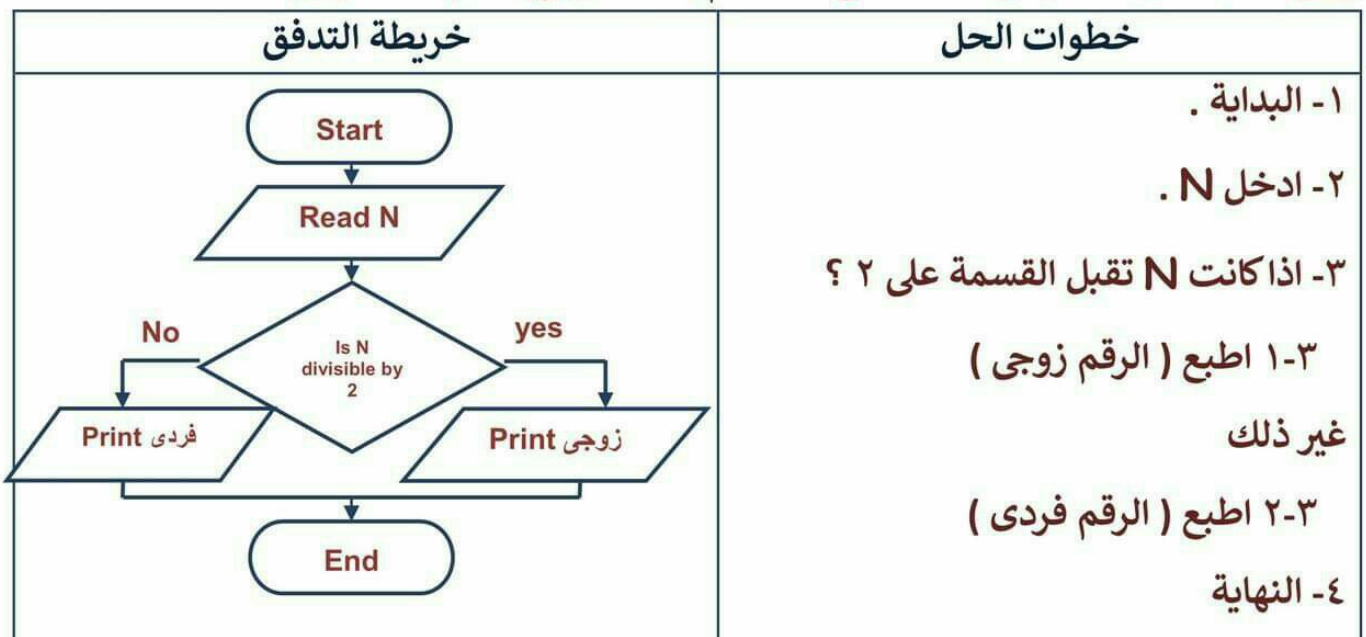 خطوات الحل
١- البداية .
٢- ادخل N .
٣- اذا كانت N تقبل القسمة على ٢ ؟
٣-١ اطبع ( الرقم زوجى )
غير ذلك
٣-٢ اطبع ( الرقم فردى )
٤- النهاية
خريطة التدفق
Start
Read N
Is N
divisible by
2
No
yes
Print فردى
Print زوجى
End